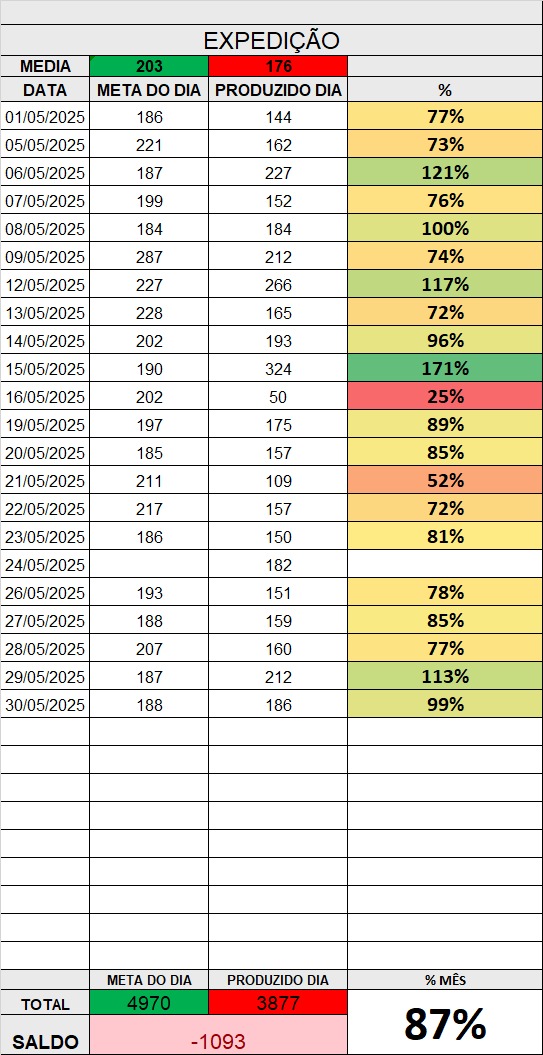 EXPEDIÇÃO
MEDIA 203 176
DATA META DO DIA PRODUZIDO DIA %
01/05/2025 186 144 77%
05/05/2025 221 162 73%
06/05/2025 187 227 121%
07/05/2025 199 152 76%
08/05/2025 184 184 100%
09/05/2025 287 212 74%
12/05/2025 227 266 117%
13/05/2025 228 165 72%
14/05/2025 202 193 96%
15/05/2025 190 324 171%
16/05/2025 202 50 25%
19/05/2025 197 175 89%
20/05/2025 185 157 85%
21/05/2025 211 109 52%
22/05/2025 217 157 72%
23/05/2025 186 150 81%
24/05/2025 182
26/05/2025 193 151 78%
27/05/2025 188 159 85%
28/05/2025 207 160 77%
29/05/2025 187 212 113%
30/05/2025 188 186 99%
META DO DIA PRODUZIDO DIA % MÊS
TOTAL 4970 3877 87%
SALDO -1093